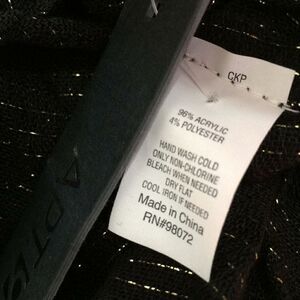 CKP
96% ACRYLIC
4% POLYESTER
HAND WASH COLD
ONLY NON-CHLORINE
BLEACH WHEN NEEDED
DRY FLAT
COOL IRON IF NEEDED
Made in China
RN#98072